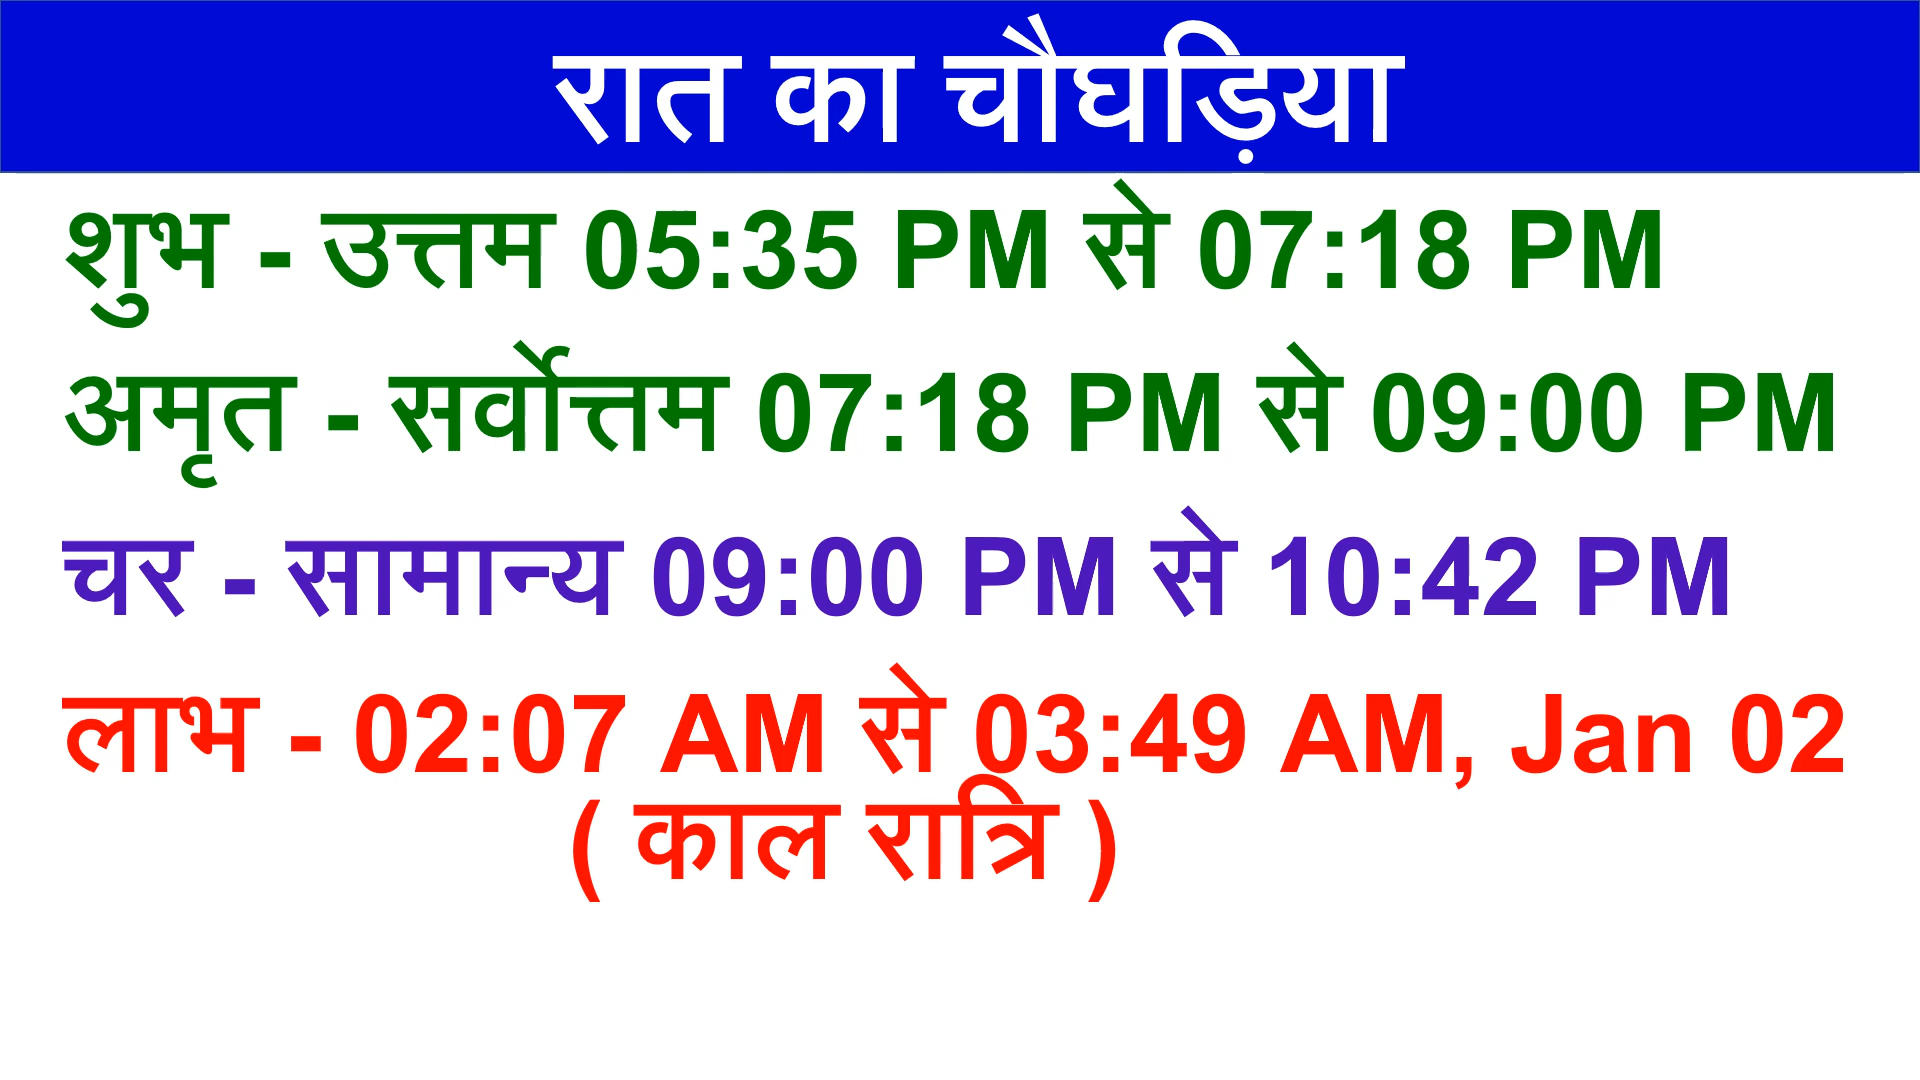 रात का चौघड़िया
शुभ - उत्तम 05:35 PM से 07:18 PM
अमृत - सर्वोत्तम 07:18 PM से 09:00 PM
चर - सामान्य 09:00 PM से 10:42 PM
लाभ - 02:07 AM से 03:49 AM, Jan 02
( काल रात्रि )